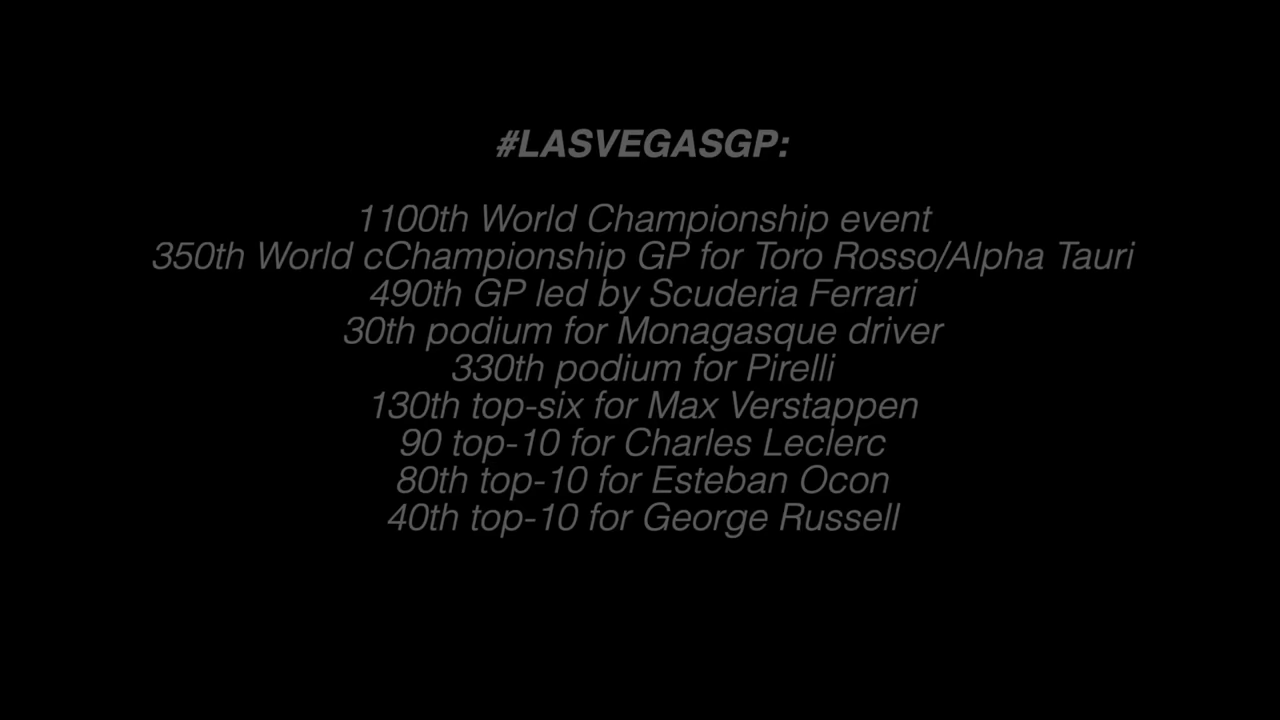 #LASVEGASGP:
1100th World Championship event
350th World cChampionship GP for Toro Rosso/Alpha Tauri
490th GP led by Scuderia Ferrari
30th podium for Monagasque driver
330th podium for Pirelli
130th top-six for Max Verstappen
90 top-10 for Charles Leclerc
80th top-10 for Esteban Ocon
40th top-10 for George Russell